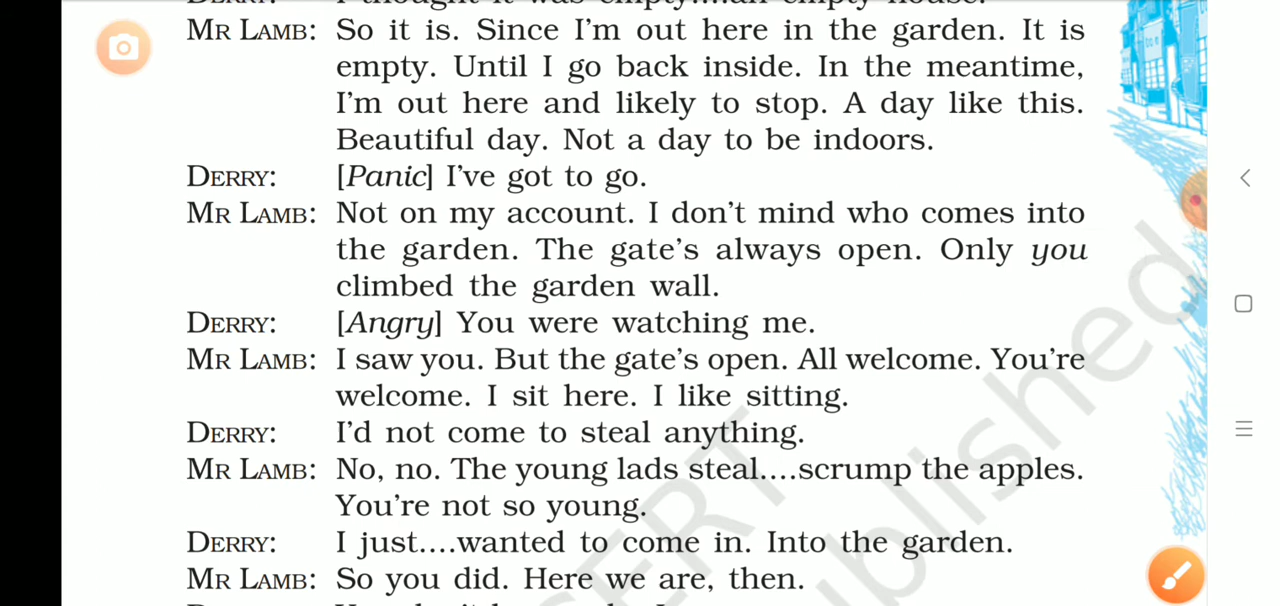 MR LAMB: So it is. Since I'm out here in the garden. It is
empty. Until I go back inside. In the meantime,
I'm out here and likely to stop. A day like this.
Beautiful day. Not a day to be indoors.
DERRY: [Panic] I've got to go.
MR LAMB: Not on my account. I don't mind who comes into
the garden. The gate's always open. Only you
climbed the garden wall.
DERRY: [Angry] You were watching me.
MR LAMB: I saw you. But the gate's open. All welcome. You're
welcome. I sit here. I like sitting.
DERRY: I'd not come to steal anything.
MR LAMB: No, no. The young lads steal....scrump the apples.
You're not so young.
DERRY: I just....wanted to come in. Into the garden.
MR LAMB: So you did. Here we are, then.